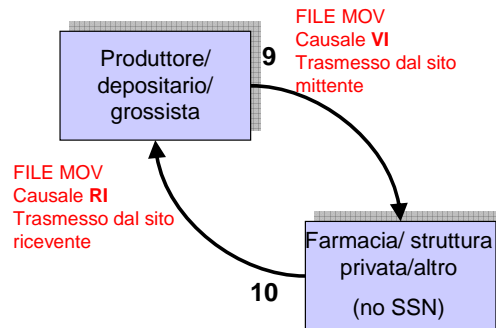 FILE MOV
Causale VI
Trasmesso dal sito
mittente
9
Produttore/
depositario/
grossista
FILE MOV
Causale RI
Trasmesso dal sito
ricevente
Farmacia/ struttura
privata/altro
(no SSN)
10